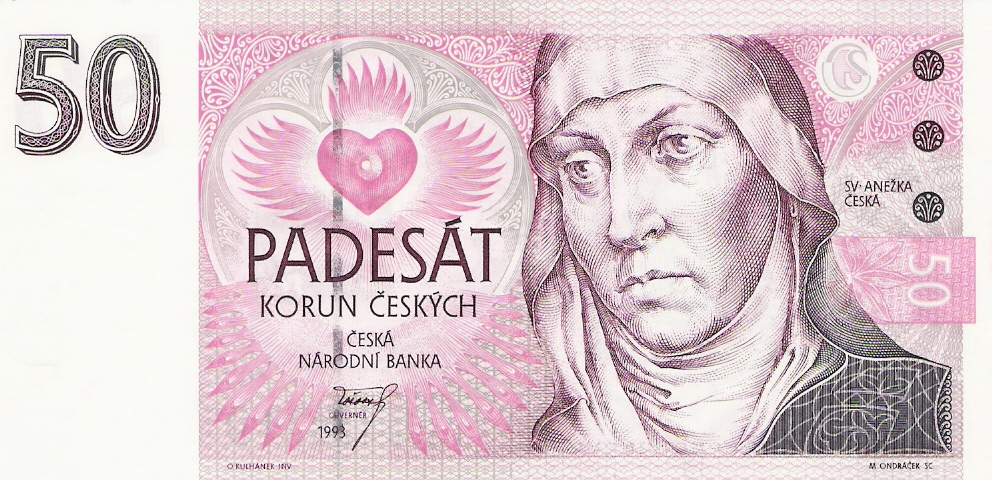 50
PADESÁT
KORUN ČESKÝCH
ČESKÁ
NÁRODNÍ BANKA
GUVERNÉR
1993
SV· ANEŽKA
ČESKÁ
50
O. KULHÁNEK INV.
M. ONDRÁČEK SC.